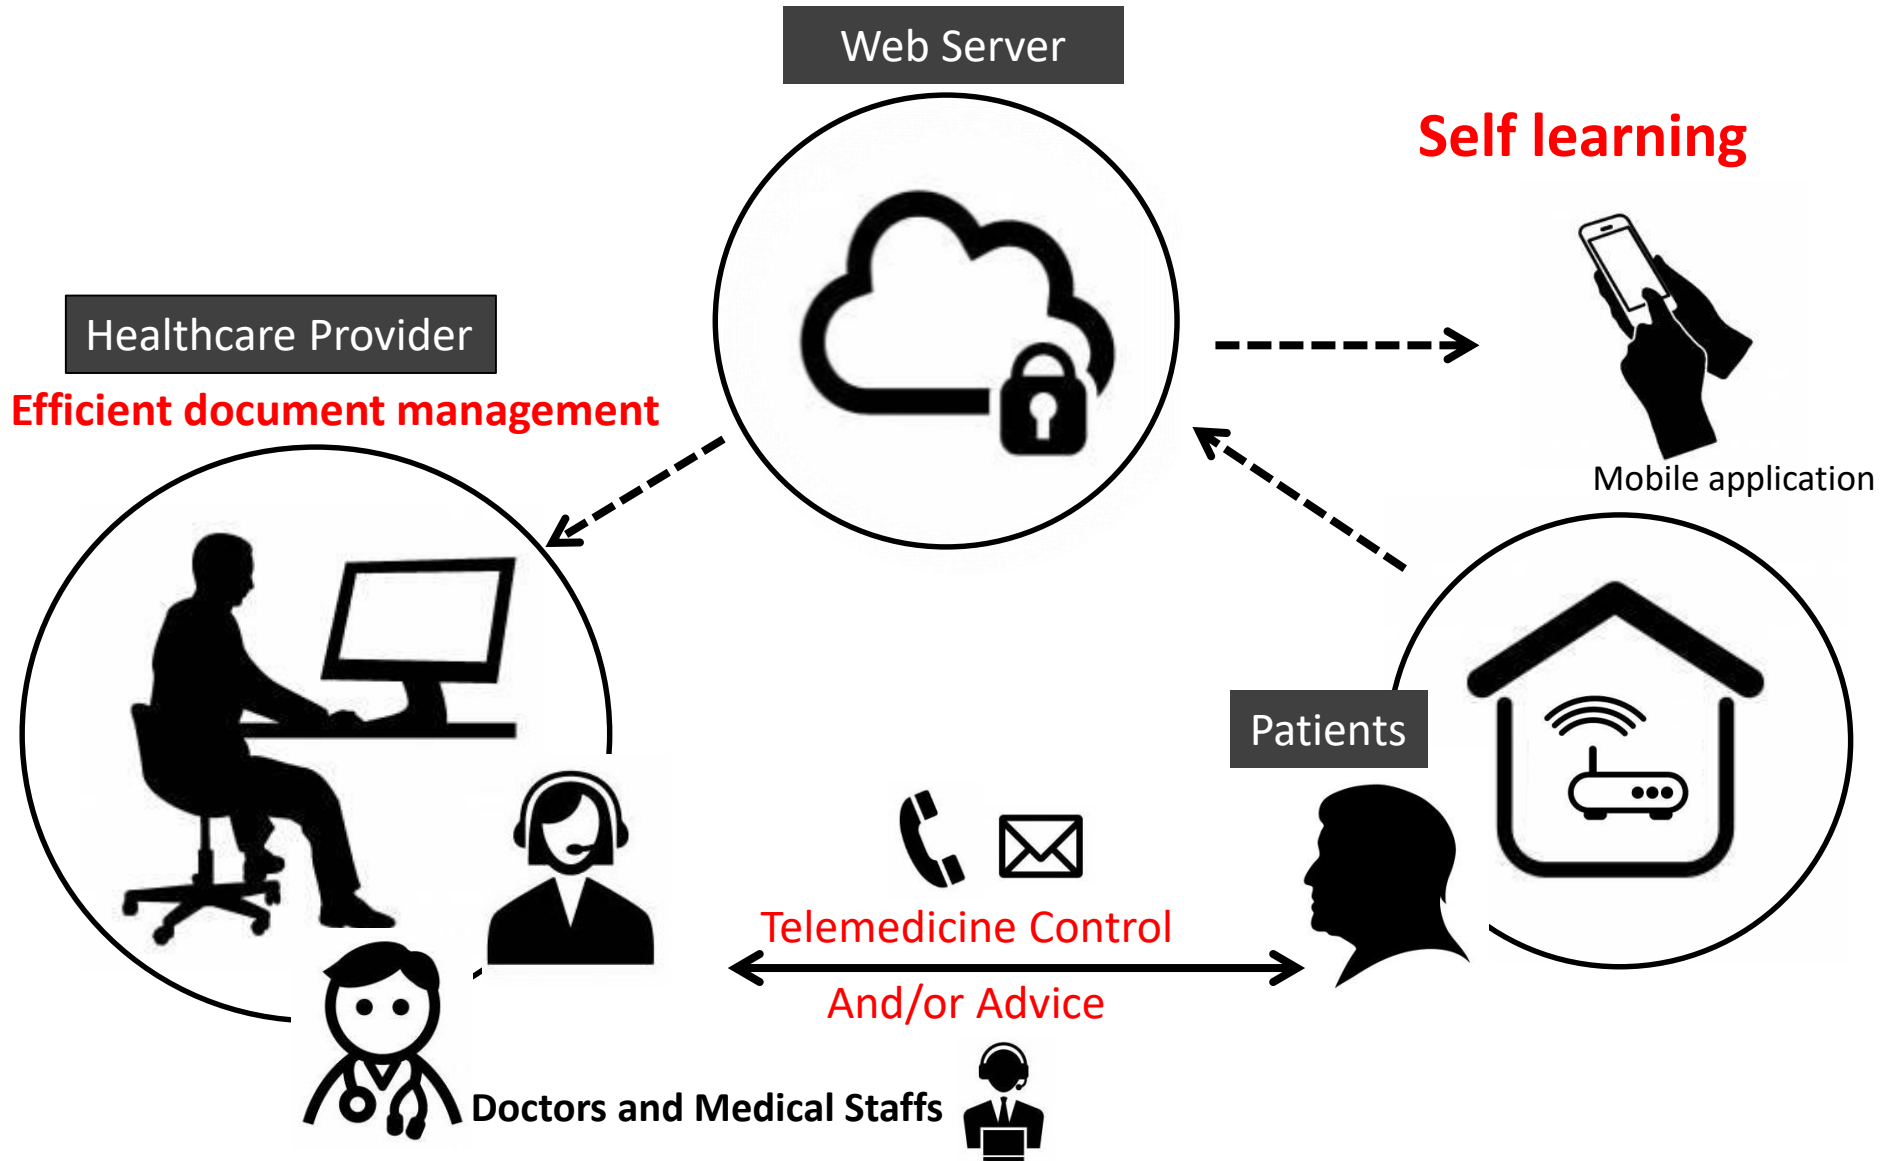 Web Server
Self learning
Healthcare Provider
Efficient document management
Mobile application
Patients
Telemedicine Control
And/or Advice
Doctors and Medical Staffs